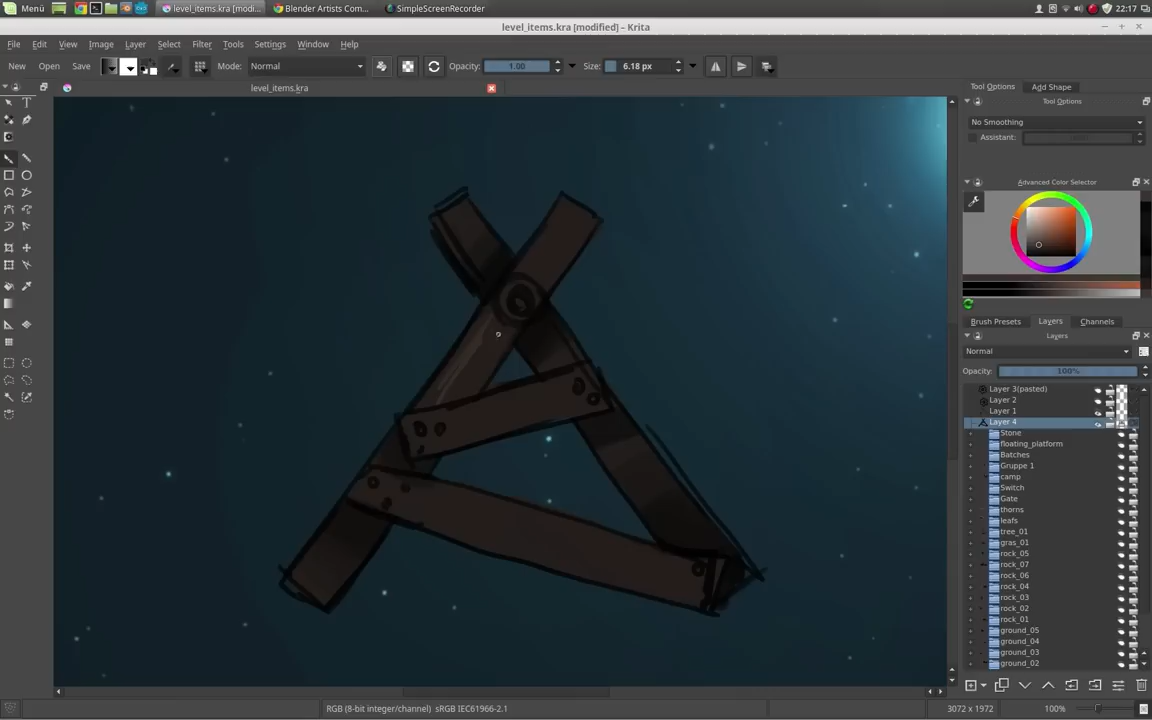 Menü
level_items.kra [modi...
Blender Artists Com...
SimpleScreenRecorder
22:17
level_items.kra [modified] – Krita
File Edit View Image Layer Select Filter Tools Settings Window Help
New Open Save
Mode: Normal
Opacity: 1.00
Size: 6.18 px
level_items.kra
Tool Options Add Shape
Tool Options
No Smoothing
Assistant:
Advanced Color Selector
Brush Presets Layers Channels
Layers
Normal
Opacity: 100%
Layer 3(pasted)
Layer 2
Layer 1
Layer 4
Stone
floating_platform
Batches
Gruppe 1
camp
Switch
Gate
thorns
leafs
tree_01
gras_01
rock_05
rock_07
rock_06
rock_04
rock_03
rock_02
rock_01
ground_05
ground_04
ground_03
ground_02
RGB (8-bit integer/channel) sRGB IEC61966-2.1
3072 x 1972
100%